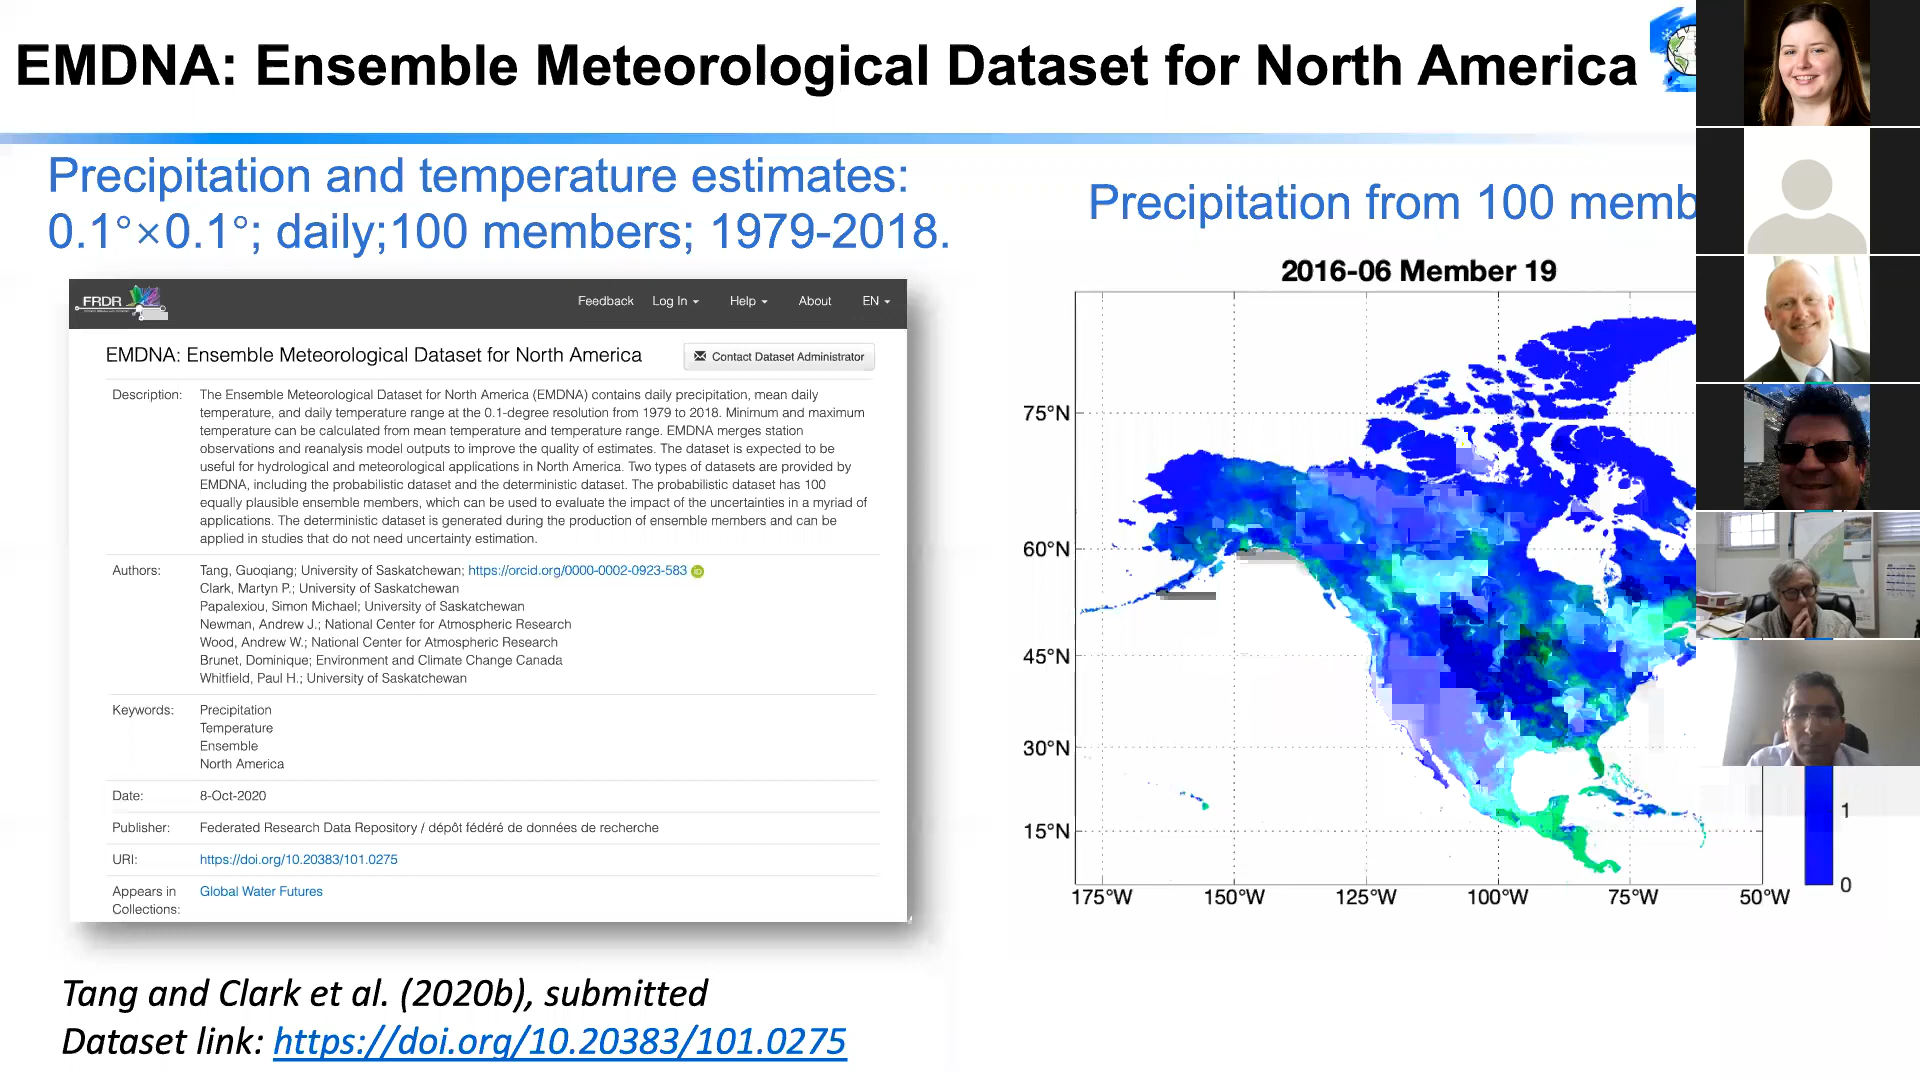 EMDNA: Ensemble Meteorological Dataset for North America
Precipitation and temperature estimates:
0.1°×0.1°; daily;100 members; 1979-2018.
FRDR
Feedback Log In Help About EN
EMDNA: Ensemble Meteorological Dataset for North America
Contact Dataset Administrator
Description: The Ensemble Meteorological Dataset for North America (EMDNA) contains daily precipitation, mean daily
temperature, and daily temperature range at the 0.1-degree resolution from 1979 to 2018. Minimum and maximum
temperature can be calculated from mean temperature and temperature range. EMDNA merges station
observations and reanalysis model outputs to improve the quality of estimates. The dataset is expected to be
useful for hydrological and meteorological applications in North America. Two types of datasets are provided by
EMDNA, including the probabilistic dataset and the deterministic dataset. The probabilistic dataset has 100
equally plausible ensemble members, which can be used to evaluate the impact of the uncertainties in a myriad of
applications. The deterministic dataset is generated during the production of ensemble members and can be
applied in studies that do not need uncertainty estimation.
Authors: Tang, Guoqiang; University of Saskatchewan; https://orcid.org/0000-0002-0923-583 iD
Clark, Martyn P.; University of Saskatchewan
Papalexiou, Simon Michael; University of Saskatchewan
Newman, Andrew J.; National Center for Atmospheric Research
Wood, Andrew W.; National Center for Atmospheric Research
Brunet, Dominique; Environment and Climate Change Canada
Whitfield, Paul H.; University of Saskatchewan
Keywords: Precipitation
Temperature
Ensemble
North America
Date: 8-Oct-2020
Publisher: Federated Research Data Repository / dépôt fédéré de données de recherche
URI: https://doi.org/10.20383/101.0275
Appears in Global Water Futures
Collections:
Tang and Clark et al. (2020b), submitted
Dataset link: https://doi.org/10.20383/101.0275
Precipitation from 100 memb
2016-06 Member 19
75°N
60°N
45°N
30°N
15°N
175°W 150°W 125°W 100°W 75°W 50°W
1
0